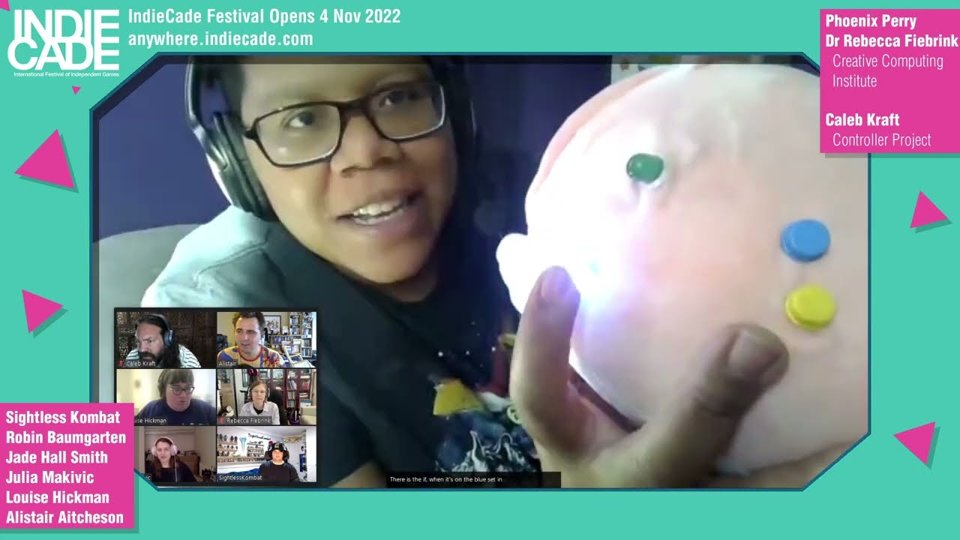 INDIE
CADE
International Festival of Independent Games
IndieCade Festival Opens 4 Nov 2022
anywhere.indiecade.com
Phoenix Perry
Dr Rebecca Fiebrink
Creative Computing
Institute
Caleb Kraft
Controller Project
Caleb Kraft
Alistair
Hickman
Rebecca Fiebrink
SightlessKombat
There is the if, when it's on the blue set in
Sightless Kombat
Robin Baumgarten
Jade Hall Smith
Julia Makivic
Louise Hickman
Alistair Aitcheson